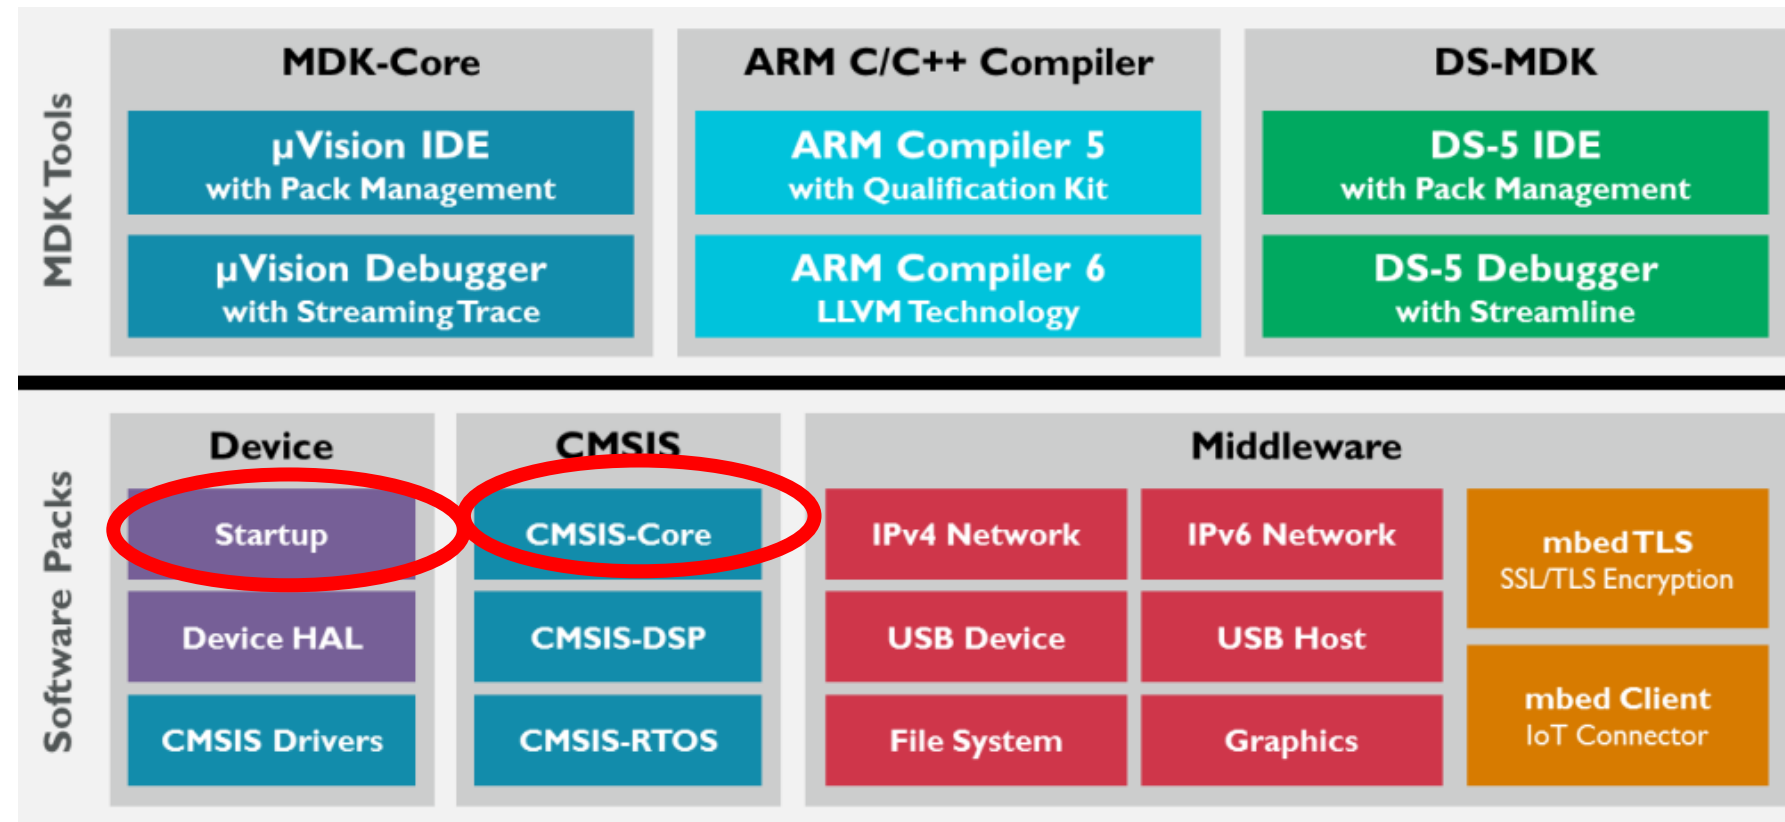 MDK Tools
MDK-Core
µVision IDE
with Pack Management
µVision Debugger
with Streaming Trace
ARM C/C++ Compiler
ARM Compiler 5
with Qualification Kit
ARM Compiler 6
LLVM Technology
DS-MDK
DS-5 IDE
with Pack Management
DS-5 Debugger
with Streamline
Software Packs
Device
Startup
Device HAL
CMSIS Drivers
CMSIS
CMSIS-Core
CMSIS-DSP
CMSIS-RTOS
Middleware
IPv4 Network
IPv6 Network
USB Device
USB Host
File System
Graphics
mbed TLS
SSL/TLS Encryption
mbed Client
IoT Connector